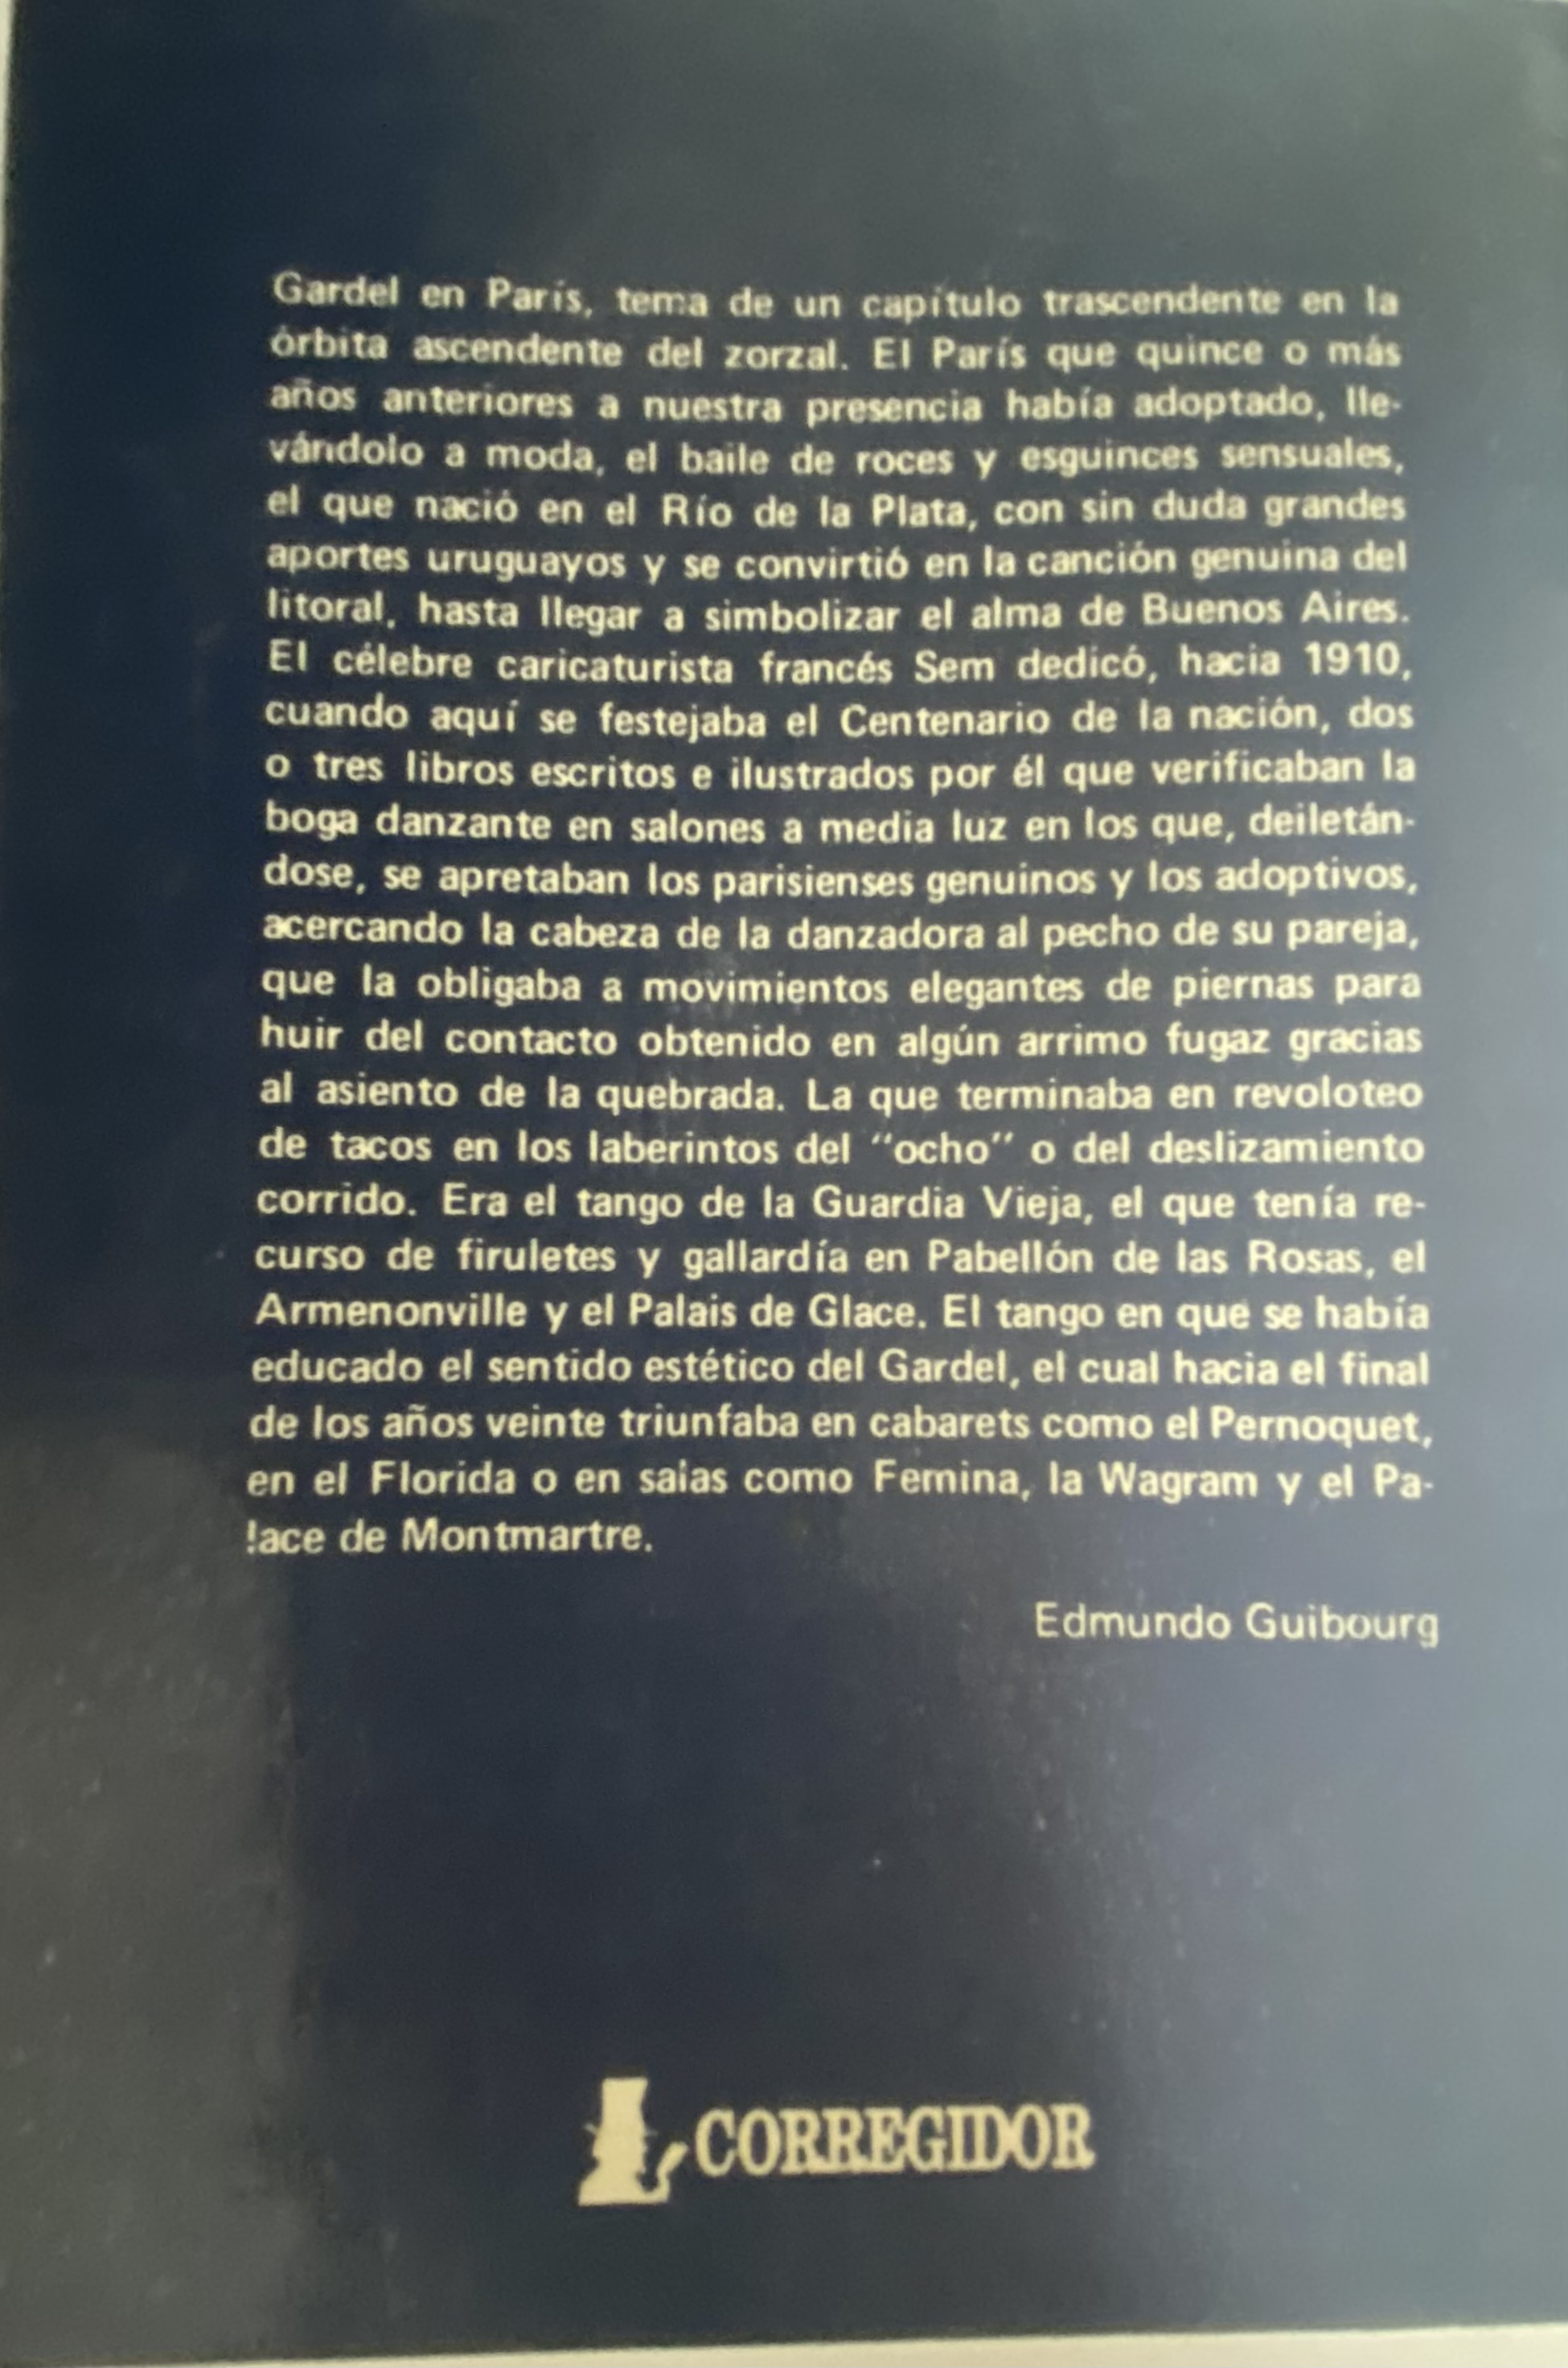 Gardel en París, tema de un capítulo trascendente en la
órbita ascendente del zorzal. El París que quince o más
años anteriores a nuestra presencia había adoptado, lle-
vándolo a moda, el baile de roces y esguinces sensuales,
el que nació en el Río de la Plata, con sin duda grandes
aportes uruguayos y se convirtió en la canción genuina del
litoral, hasta llegar a simbolizar el alma de Buenos Aires.
El célebre caricaturista francés Sem dedicó, hacia 1910,
cuando aquí se festejaba el Centenario de la nación, dos
o tres libros escritos e ilustrados por él que verificaban la
boga danzante en salones a media luz en los que, deiletán-
dose, se apretaban los parisienses genuinos y los adoptivos,
acercando la cabeza de la danzadora al pecho de su pareja,
que la obligaba a movimientos elegantes de piernas para
huir del contacto obtenido en algún arrimo fugaz gracias
al asiento de la quebrada. La que terminaba en revoloteo
de tacos en los laberintos del "ocho" o del deslizamiento
corrido. Era el tango de la Guardia Vieja, el que tenía re-
curso de firuletes y gallardía en Pabellón de las Rosas, el
Armenonville y el Palais de Glace. El tango en que se había
educado el sentido estético del Gardel, el cual hacia el final
de los años veinte triunfaba en cabarets como el Pernoquet,
en el Florida o en salas como Femina, la Wagram y el Pa-
lace de Montmartre.
Edmundo Guibourg
CORREGIDOR